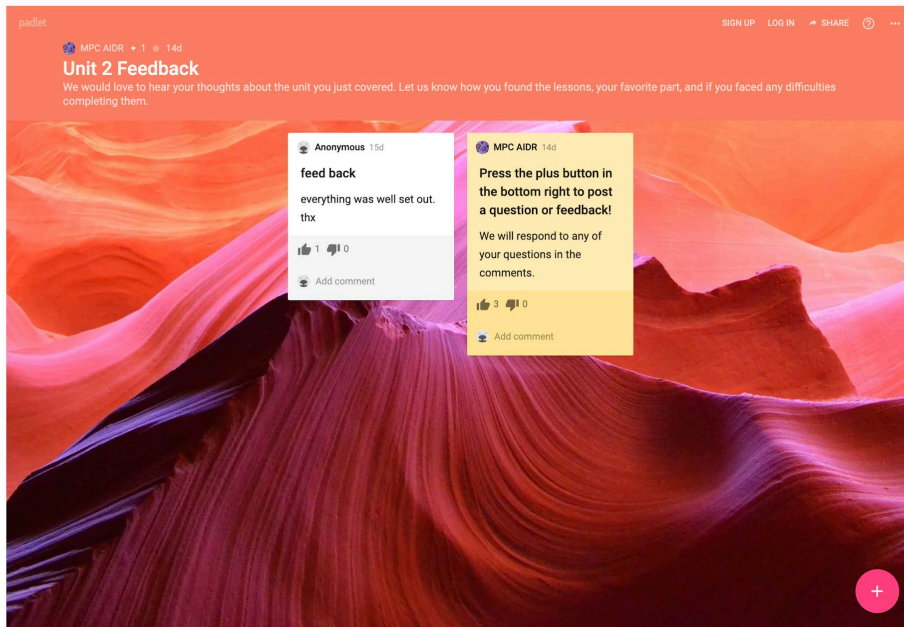 padlet
SIGN UP LOG IN SHARE ?
MPC AIDR + 1 14d
Unit 2 Feedback
We would love to hear your thoughts about the unit you just covered. Let us know how you found the lessons, your favorite part, and if you faced any difficulties
completing them.
Anonymous 15d
feed back
everything was well set out.
thx
1 0
Add comment
MPC AIDR 14d
Press the plus button in
the bottom right to post
a question or feedback!
We will respond to any of
your questions in the
comments.
3 0
Add comment